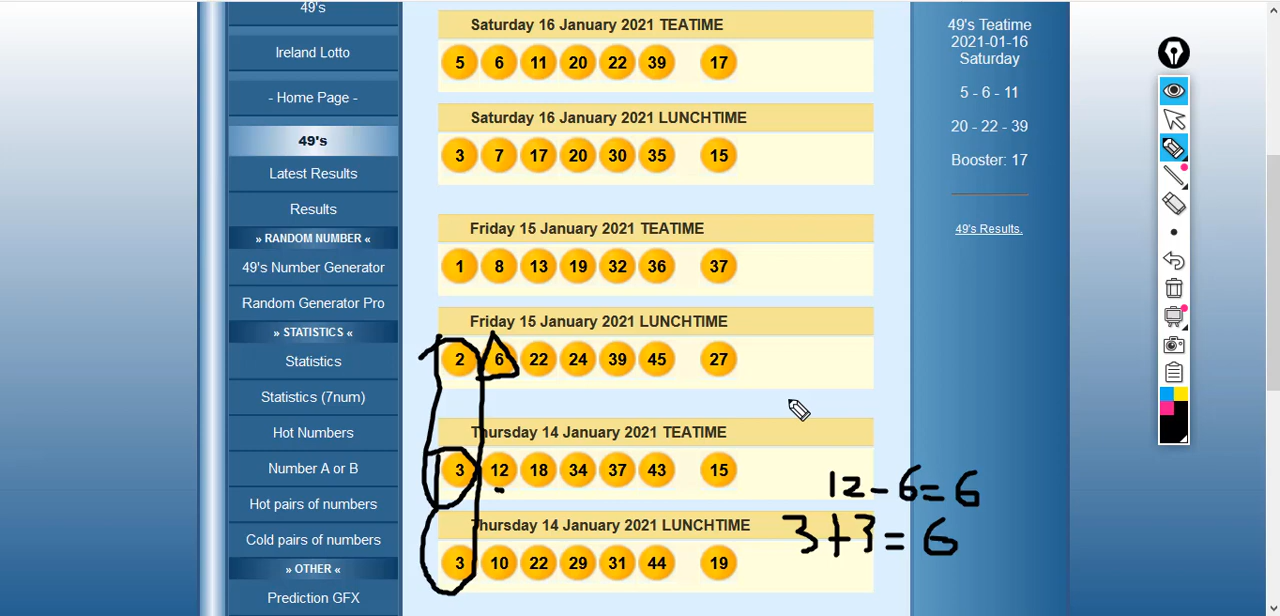 49's
Ireland Lotto
- Home Page -
49's
Latest Results
Results
» RANDOM NUMBER «
49's Number Generator
Random Generator Pro
» STATISTICS «
Statistics
Statistics (7num)
Hot Numbers
Number A or B
Hot pairs of numbers
Cold pairs of numbers
» OTHER «
Prediction GFX
Saturday 16 January 2021 TEATIME
5 6 11 20 22 39 17
Saturday 16 January 2021 LUNCHTIME
3 7 17 20 30 35 15
Friday 15 January 2021 TEATIME
1 8 13 19 32 36 37
Friday 15 January 2021 LUNCHTIME
2 6 22 24 39 45 27
Thursday 14 January 2021 TEATIME
3 12 18 34 37 43 15
Thursday 14 January 2021 LUNCHTIME
3 10 22 29 31 44 19
12-6=6
3+3=6
49's Teatime
2021-01-16
Saturday
5 - 6 - 11
20 - 22 - 39
Booster: 17
49's Results.